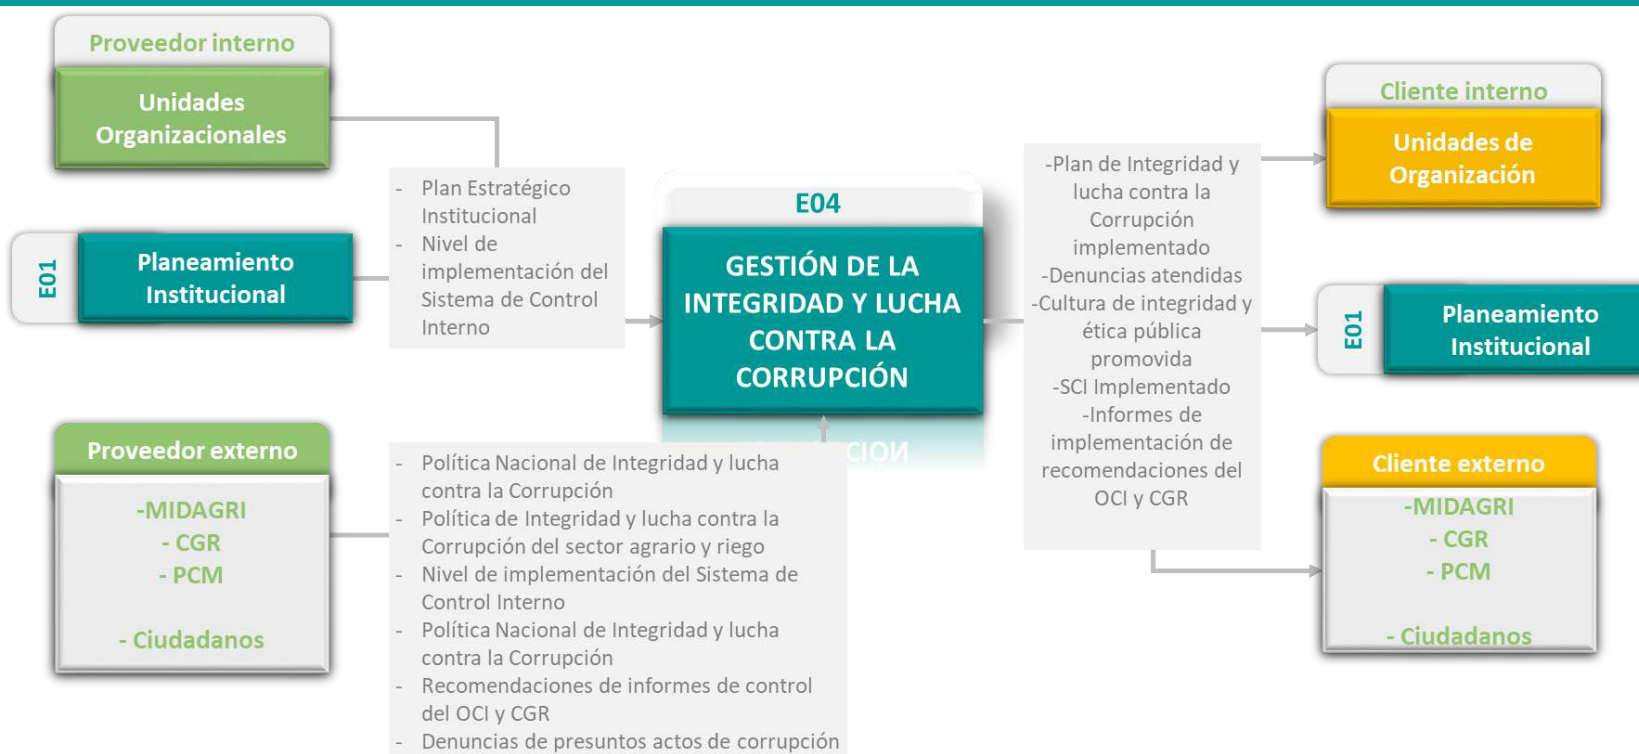 Proveedor interno
Unidades
Organizacionales
E01
Planeamiento
Institucional
- Plan Estratégico
Institucional
- Nivel de
implementación del
Sistema de Control
Interno
Proveedor externo
-MIDAGRI
- CGR
- PCM
- Ciudadanos
- Política Nacional de Integridad y lucha
contra la Corrupción
- Política de Integridad y lucha contra la
Corrupción del sector agrario y riego
- Nivel de implementación del Sistema de
Control Interno
- Política Nacional de Integridad y lucha
contra la Corrupción
- Recomendaciones de informes de control
del OCI y CGR
- Denuncias de presuntos actos de corrupción
E04
GESTIÓN DE LA
INTEGRIDAD Y LUCHA
CONTRA LA
CORRUPCIÓN
-Plan de Integridad y
lucha contra la
Corrupción
implementado
-Denuncias atendidas
-Cultura de integridad y
ética pública
promovida
-SCI Implementado
-Informes de
implementación de
recomendaciones del
OCI y CGR
Cliente interno
Unidades de
Organización
E01
Planeamiento
Institucional
Cliente externo
-MIDAGRI
- CGR
- PCM
- Ciudadanos